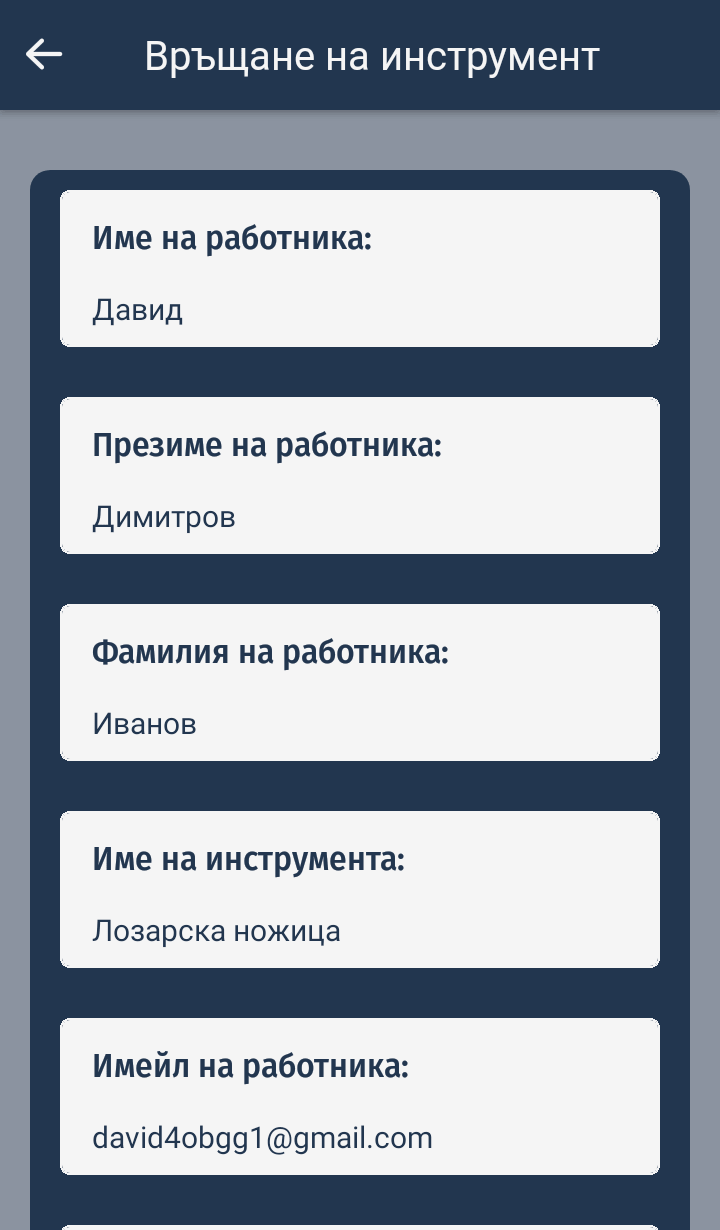 Връщане на инструмент
Име на работника:
Давид
Презиме на работника:
Димитров
Фамилия на работника:
Иванов
Име на инструмента:
Лозарска ножица
Имейл на работника:
david4obgg1@gmail.com